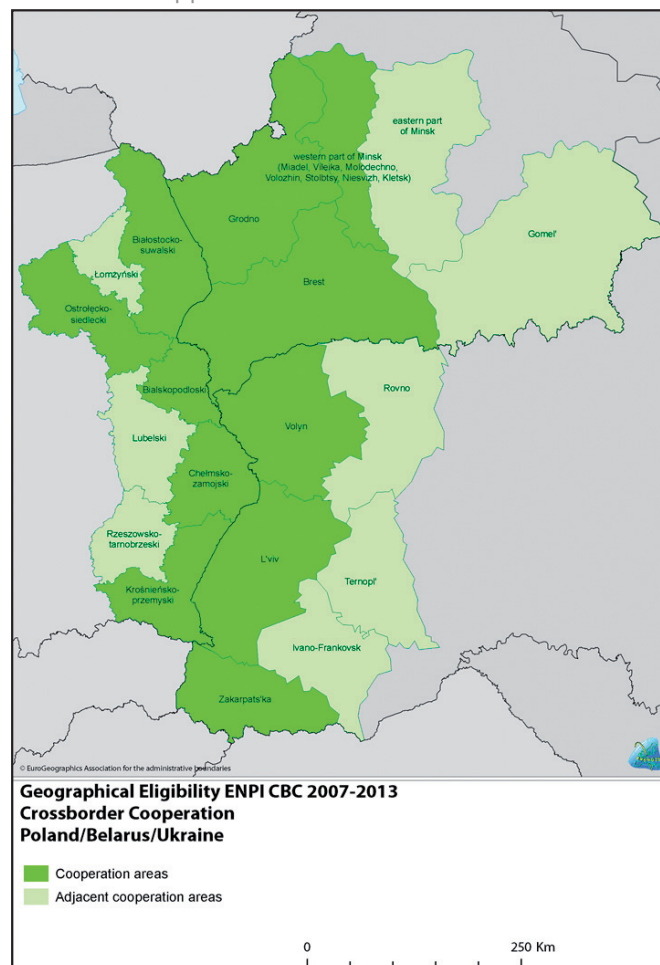 eastern part
of Minsk
western part of Minsk
(Miadel, Vilejka, Molodechno,
Volozhin, Stolbtsy, Niesvizh, Kletsk)
Grodno
Gomel'
Białostocko-
suwalski
Łomżyński
Brest
Ostrołęcko-
siedlecki
Bialskopodlaski
Rovno
Volyn
Lubelski
Chełmsko-
zamojski
Rzeszowsko-
tarnobrzeski
L'viv
Ternopl'
Krośnieńsko-
przemyski
Ivano-Frankovsk
Zakarpats'ka
© EuroGeographics Association for the administrative boundaries
Geographical Eligibility ENPI CBC 2007-2013
Crossborder Cooperation
Poland/Belarus/Ukraine
Cooperation areas
Adjacent cooperation areas
0 250 Km